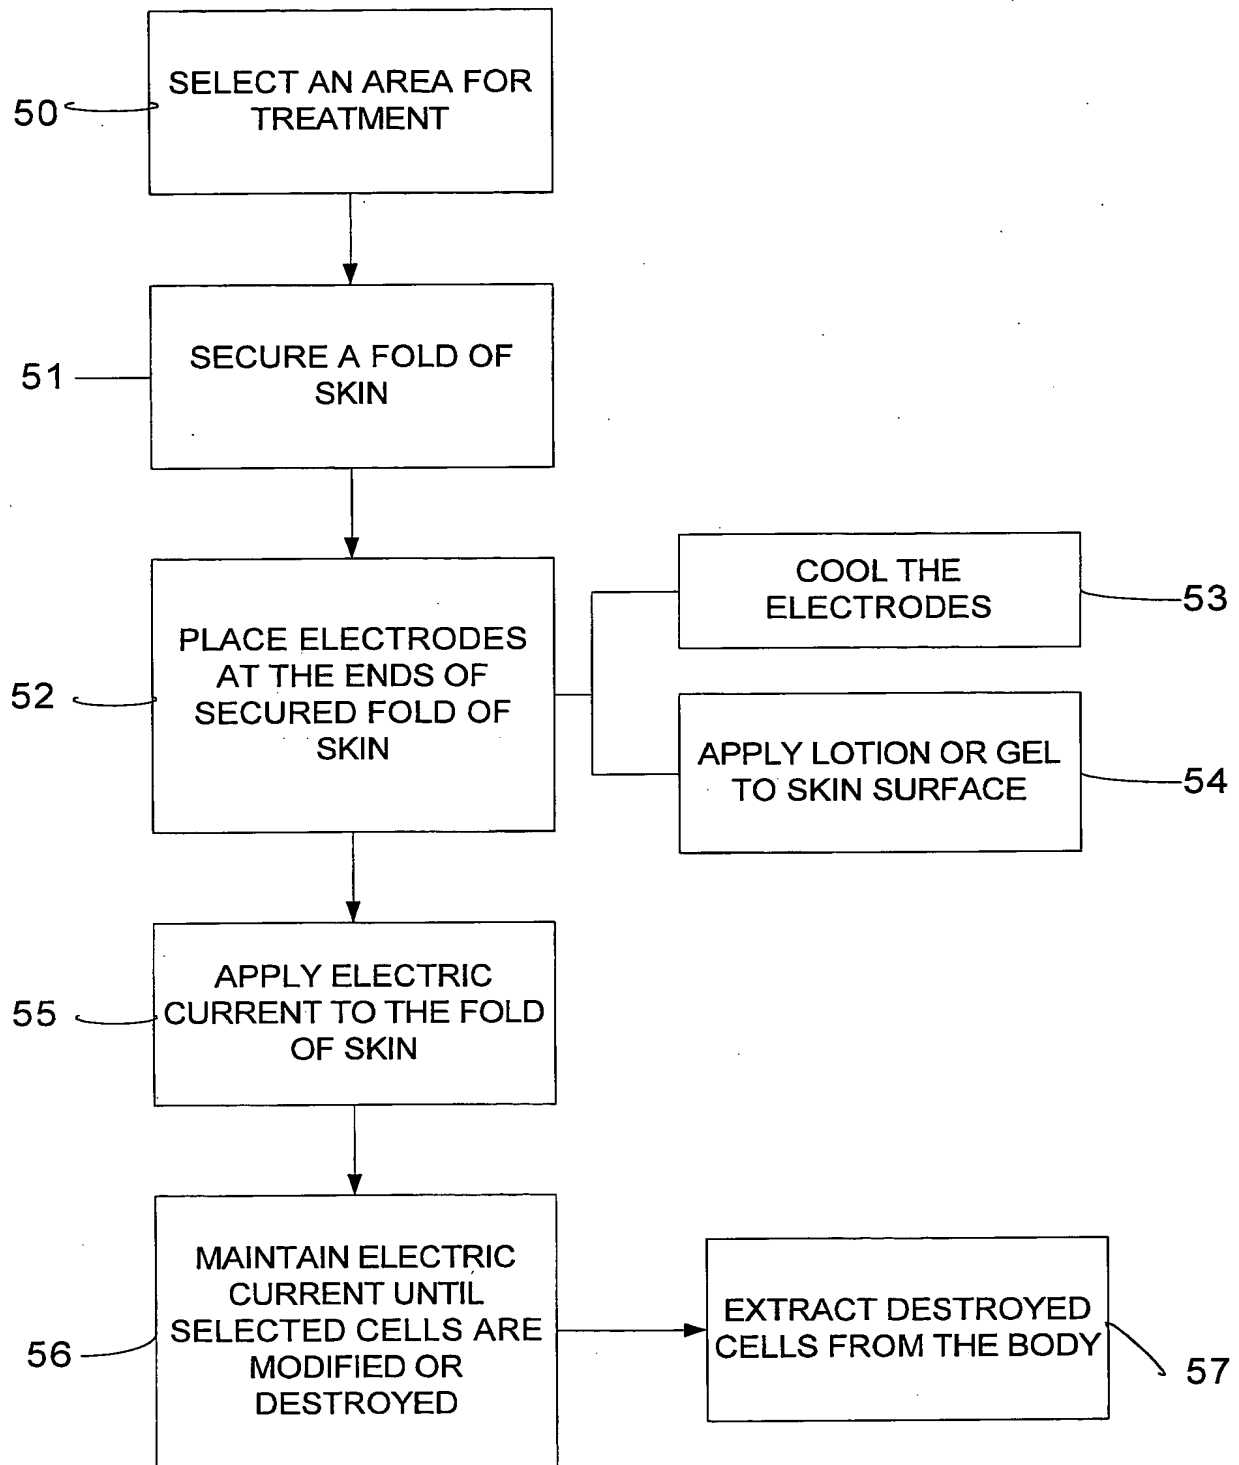 50
SELECT AN AREA FOR
TREATMENT
51
SECURE A FOLD OF
SKIN
52
PLACE ELECTRODES
AT THE ENDS OF
SECURED FOLD OF
SKIN
COOL THE
ELECTRODES
53
APPLY LOTION OR GEL
TO SKIN SURFACE
54
55
APPLY ELECTRIC
CURRENT TO THE FOLD
OF SKIN
56
MAINTAIN ELECTRIC
CURRENT UNTIL
SELECTED CELLS ARE
MODIFIED OR
DESTROYED
EXTRACT DESTROYED
CELLS FROM THE BODY
57